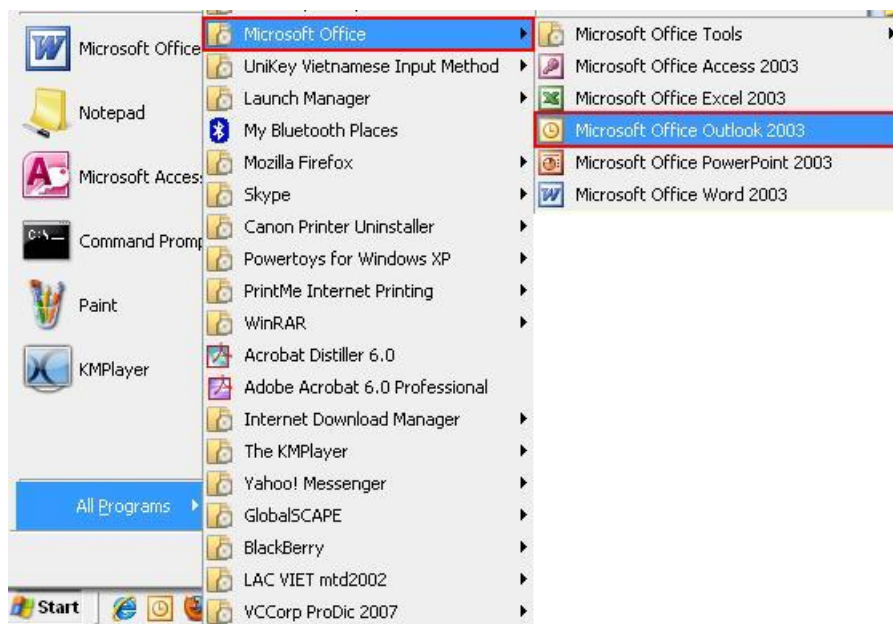 Microsoft Office
Notepad
Microsoft Acces
Command Promp
Paint
KMPlayer
All Programs
Start
Microsoft Office
UniKey Vietnamese Input Method
Launch Manager
My Bluetooth Places
Mozilla Firefox
Skype
Canon Printer Uninstaller
Powertoys for Windows XP
PrintMe Internet Printing
WinRAR
Acrobat Distiller 6.0
Adobe Acrobat 6.0 Professional
Internet Download Manager
The KMPlayer
Yahoo! Messenger
GlobalSCAPE
BlackBerry
LAC VIET mtd2002
VCCorp ProDic 2007
Microsoft Office Tools
Microsoft Office Access 2003
Microsoft Office Excel 2003
Microsoft Office Outlook 2003
Microsoft Office PowerPoint 2003
Microsoft Office Word 2003